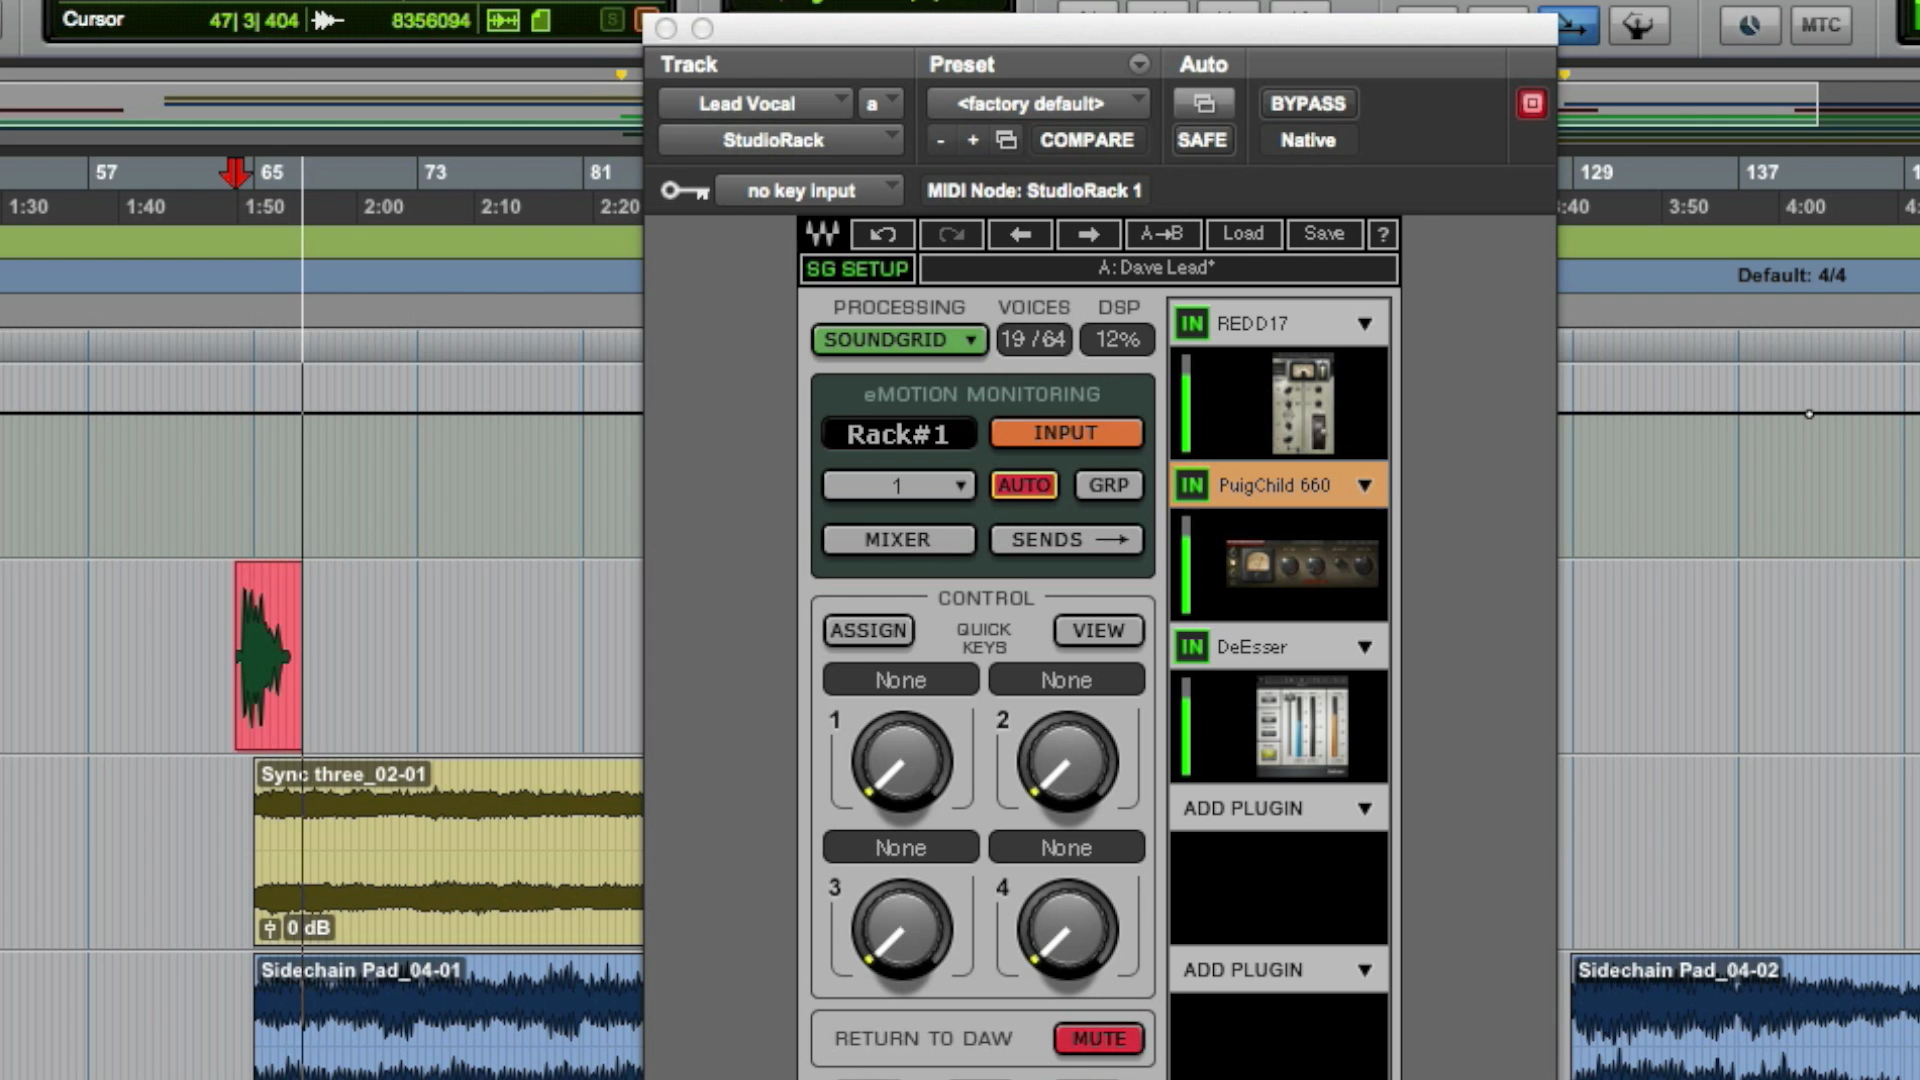 Cursor
47| 3| 404
8356094
S
MTC
Track
Preset
Auto
Lead Vocal
a
<factory default>
BYPASS
StudioRack
-
+
COMPARE
SAFE
Native
no key input
MIDI Node: StudioRack 1
57
65
73
81
129
137
1:30
1:40
1:50
2:00
2:10
2:20
:40
3:50
4:00
A→B
Load
Save
?
SG SETUP
A: Dave Lead*
Default: 4/4
PROCESSING
VOICES
DSP
SOUNDGRID
19 /64
12%
IN
REDD17
eMOTION MONITORING
Rack#1
INPUT
1
AUTO
GRP
IN
PuigChild 660
MIXER
SENDS
CONTROL
ASSIGN
QUICK
KEYS
VIEW
IN
DeEsser
None
None
1
2
ADD PLUGIN
None
None
3
4
ADD PLUGIN
RETURN TO DAW
MUTE
Sync three_02-01
0 dB
Sidechain Pad_04-01
Sidechain Pad_04-02